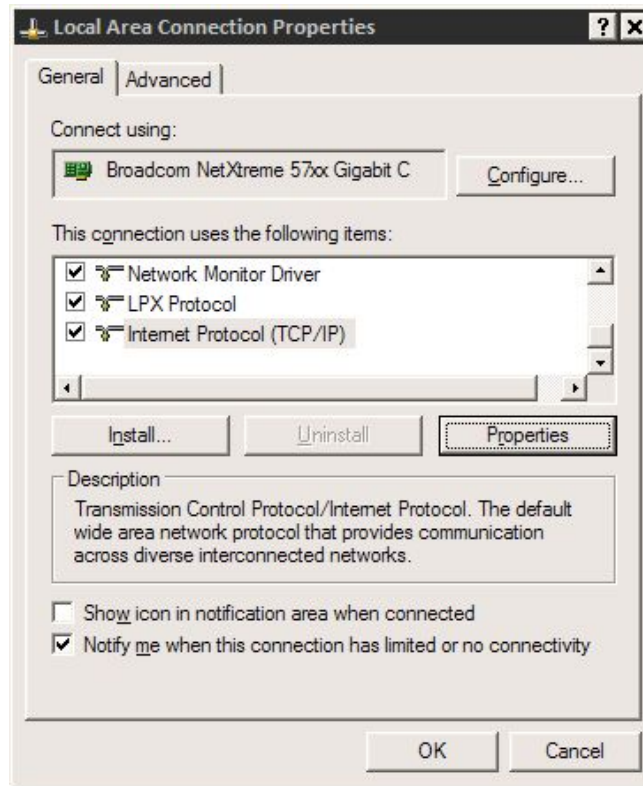 Local Area Connection Properties
General
Advanced
Connect using:
Broadcom NetXtreme 57xx Gigabit C
Configure...
This connection uses the following items:
Network Monitor Driver
LPX Protocol
Internet Protocol (TCP/IP)
Install...
Uninstall
Properties
Description
Transmission Control Protocol/Internet Protocol. The default
wide area network protocol that provides communication
across diverse interconnected networks.
Show icon in notification area when connected
Notify me when this connection has limited or no connectivity
OK
Cancel